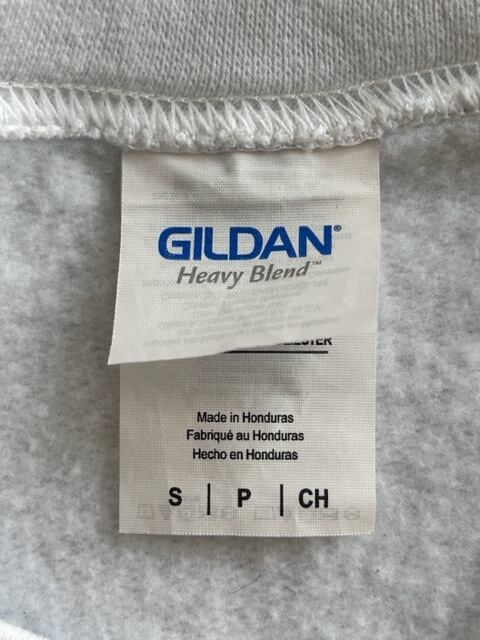 GILDAN®
Heavy Blend™
Made in Honduras
Fabriqué au Honduras
Hecho en Honduras
S | P | CH